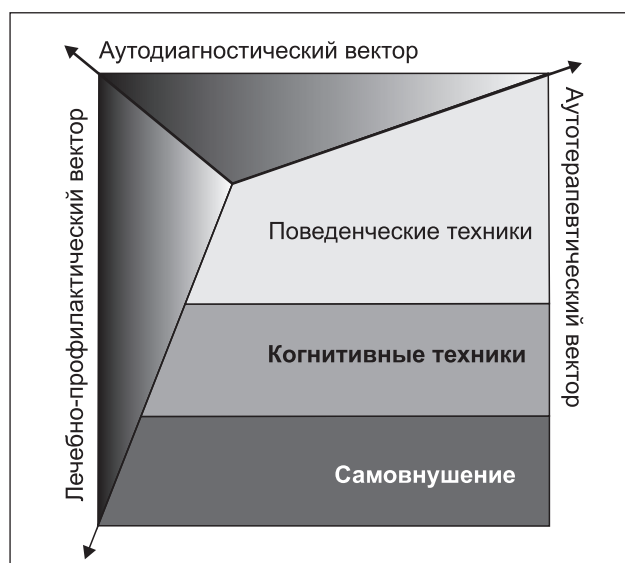 Аутодиагностический вектор
Лечебно-профилактический вектор
Аутотерапевтический вектор
Поведенческие техники
Когнитивные техники
Самовнушение